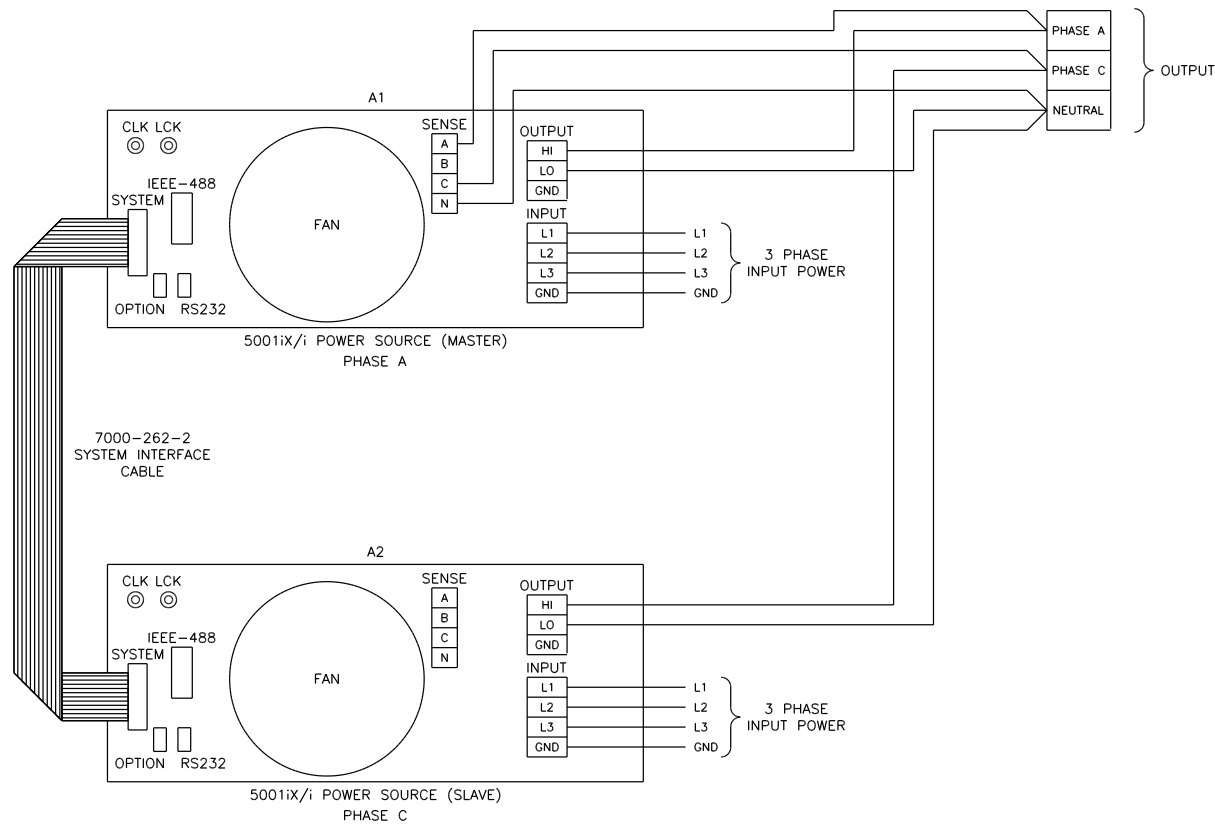 PHASE A
PHASE C
NEUTRAL
OUTPUT
A1
CLK LCK
IEEE-488
SYSTEM
OPTION RS232
FAN
SENSE
A
B
C
N
OUTPUT
HI
LO
GND
INPUT
L1
L2
L3
GND
L1
L2
L3
GND
3 PHASE
INPUT POWER
5001iX/i POWER SOURCE (MASTER)
PHASE A
7000-262-2
SYSTEM INTERFACE
CABLE
A2
CLK LCK
IEEE-488
SYSTEM
OPTION RS232
FAN
SENSE
A
B
C
N
OUTPUT
HI
LO
GND
INPUT
L1
L2
L3
GND
L1
L2
L3
GND
3 PHASE
INPUT POWER
5001iX/i POWER SOURCE (SLAVE)
PHASE C